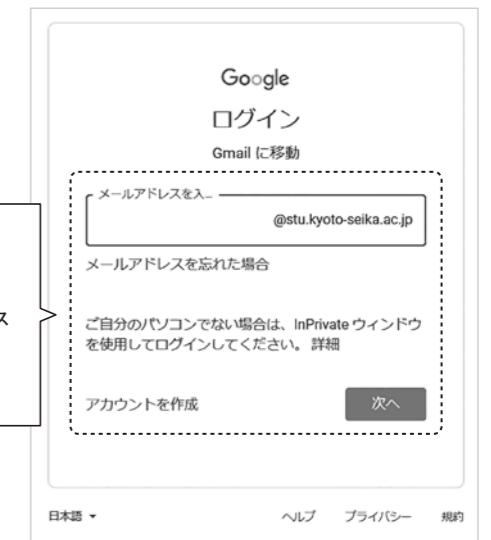 Google
ログイン
Gmail に移動
メールアドレスを入...
@stu.kyoto-seika.ac.jp
メールアドレスを忘れた場合
ス
ご自分のパソコンでない場合は、InPrivate ウィンドウ
を使用してログインしてください。 詳細
アカウントを作成
次へ
日本語
ヘルプ プライバシー 規約